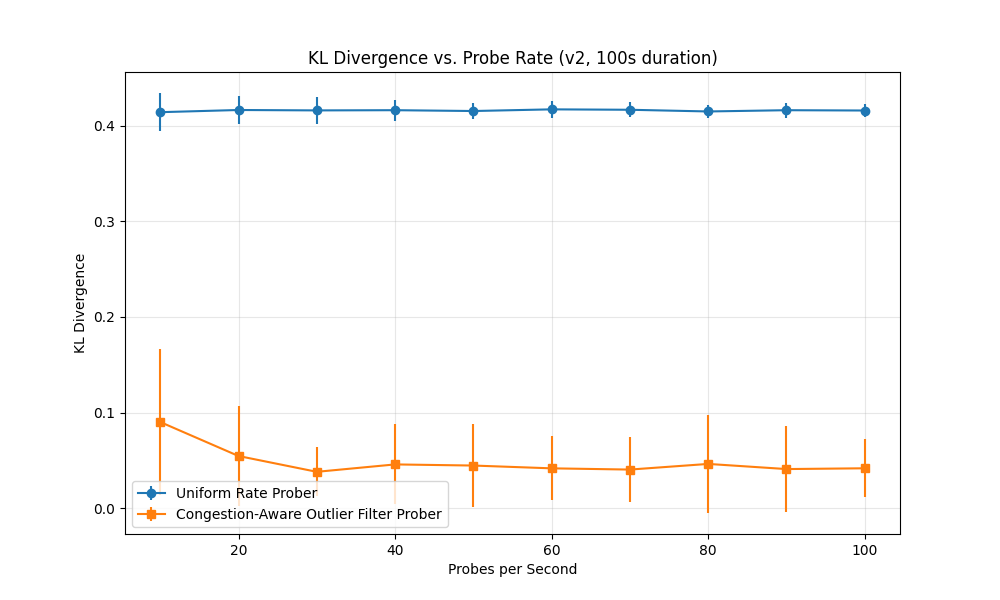 KL Divergence vs. Probe Rate (v2, 100s duration)
KL Divergence
0.4
0.3
0.2
0.1
0.0
Uniform Rate Prober
Congestion-Aware Outlier Filter Prober
20 40 60 80 100
Probes per Second